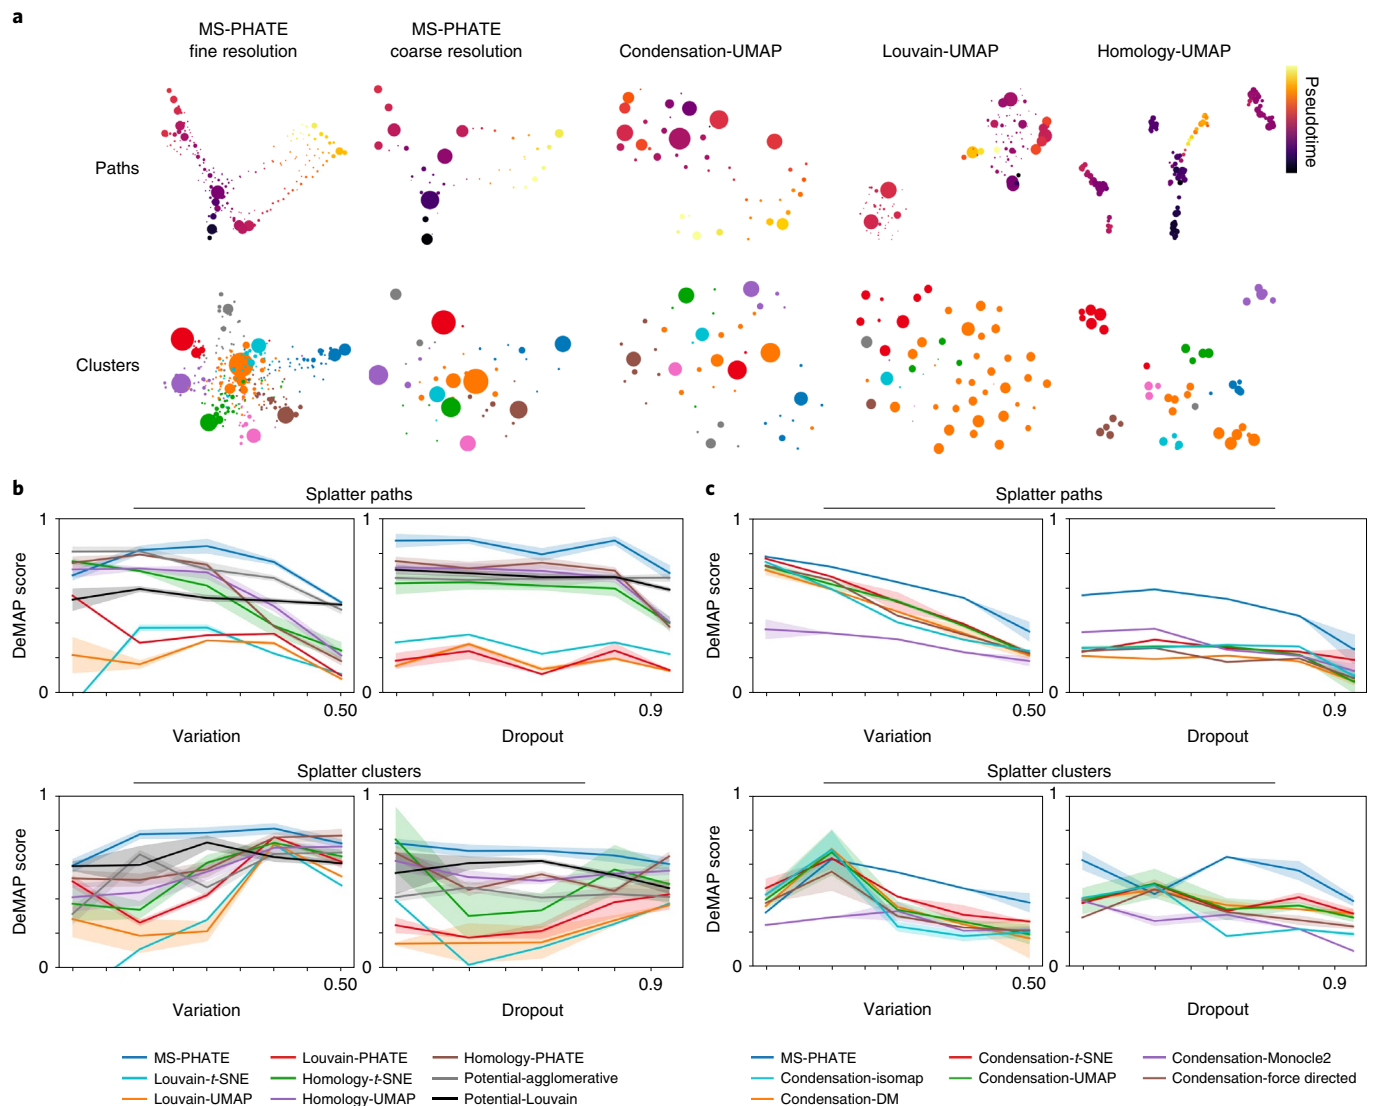 a
MS-PHATE
fine resolution
MS-PHATE
coarse resolution
Condensation-UMAP
Louvain-UMAP
Homology-UMAP
Pseudotime
Paths
Clusters
b
Splatter paths
1
1
DeMAP score
0
0
0.50
0.9
Variation
Dropout
Splatter clusters
1
1
DeMAP score
0
0
0.50
0.9
Variation
Dropout
MS-PHATE
Louvain-PHATE
Homology-PHATE
Louvain-t-SNE
Homology-t-SNE
Potential-agglomerative
Louvain-UMAP
Homology-UMAP
Potential-Louvain
c
Splatter paths
1
1
DeMAP score
0
0
0.50
0.9
Variation
Dropout
Splatter clusters
1
1
DeMAP score
0
0
0.50
0.9
Variation
Dropout
MS-PHATE
Condensation-t-SNE
Condensation-Monocle2
Condensation-isomap
Condensation-UMAP
Condensation-force directed
Condensation-DM